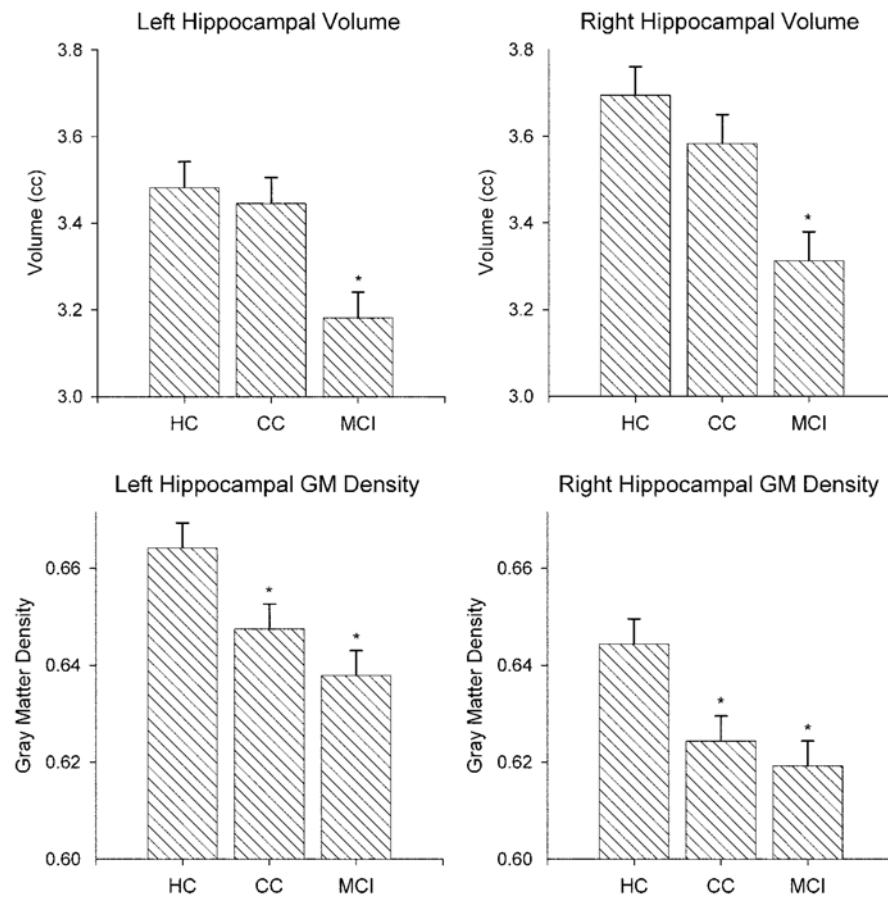 Left Hippocampal Volume
Volume (cc)
3.8
3.6
3.4
3.2
3.0
*
HC CC MCI
Right Hippocampal Volume
Volume (cc)
3.8
3.6
3.4
3.2
3.0
*
HC CC MCI
Left Hippocampal GM Density
Gray Matter Density
0.66
0.64
0.62
0.60
*
*
HC CC MCI
Right Hippocampal GM Density
Gray Matter Density
0.66
0.64
0.62
0.60
*
*
HC CC MCI